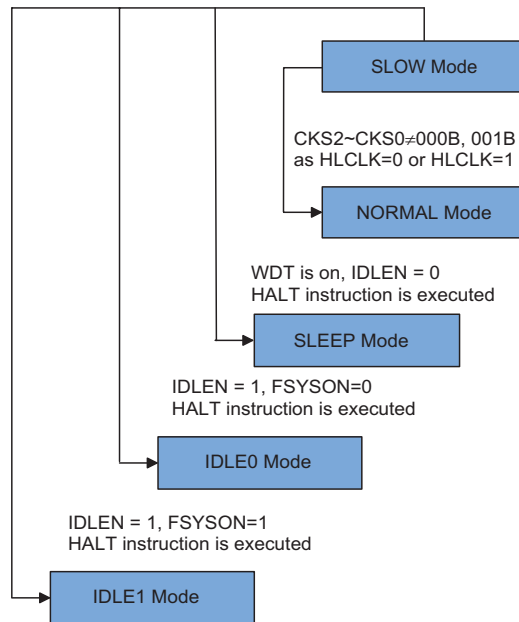 SLOW Mode
CKS2~CKS0≠000B, 001B
as HLCLK=0 or HLCLK=1
NORMAL Mode
WDT is on, IDLEN = 0
HALT instruction is executed
SLEEP Mode
IDLEN = 1, FSYSON=0
HALT instruction is executed
IDLE0 Mode
IDLEN = 1, FSYSON=1
HALT instruction is executed
IDLE1 Mode